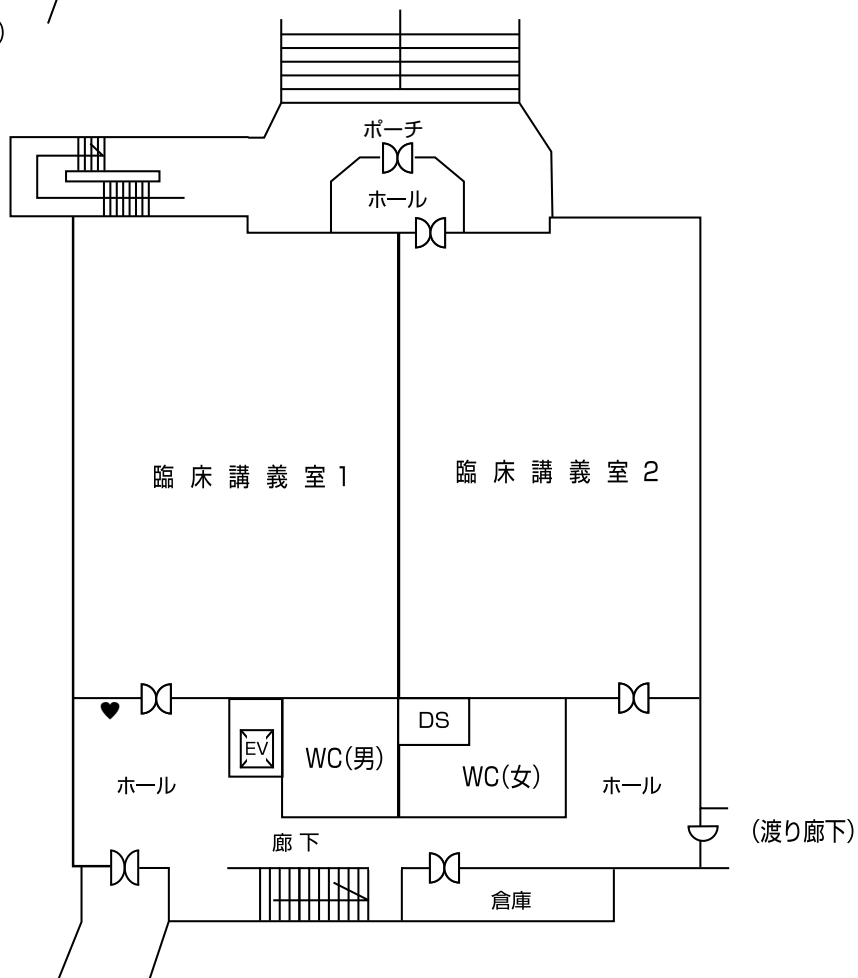 )
ポーチ
ホール
臨床講義室1
臨床講義室2
DS
EV
WC(男)
WC(女)
ホール
ホール
(渡り廊下)
廊下
倉庫